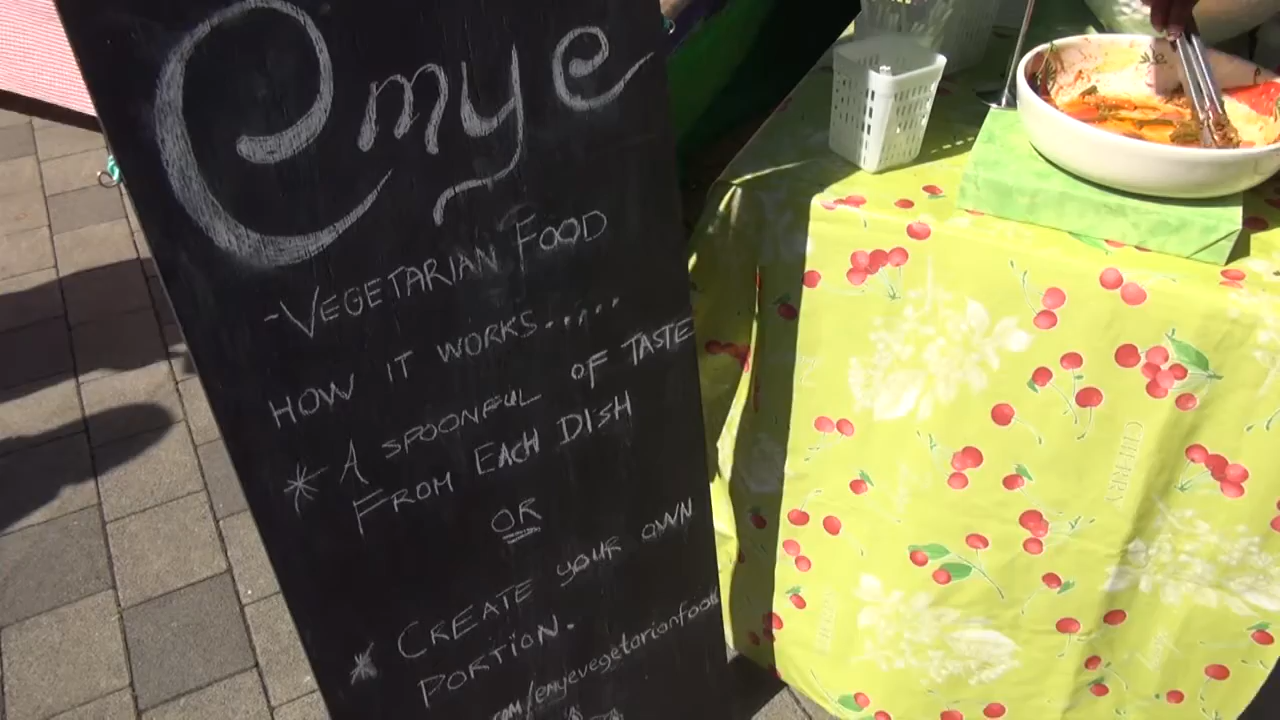 emye
-VEGETARIAN FOOD
HOW IT WORKS.....
* A SPOONFUL OF TASTE
FROM EACH DISH
OR
* CREATE YOUR OWN
PORTION.
com/emyevegetarianfood
CHERRY